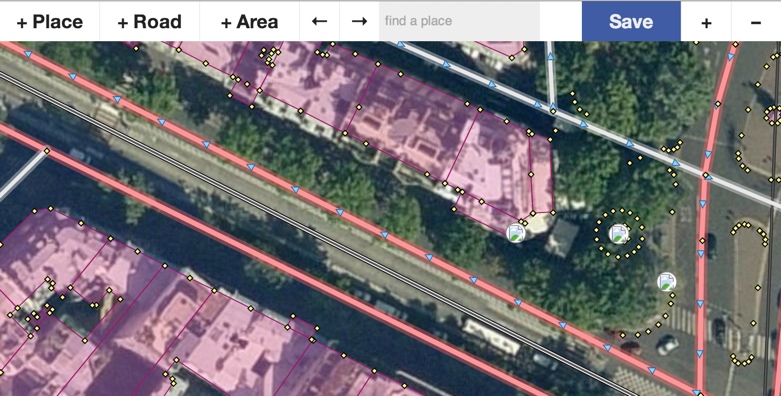 + Place
+ Road
+ Area
← →
find a place
Save
+
−